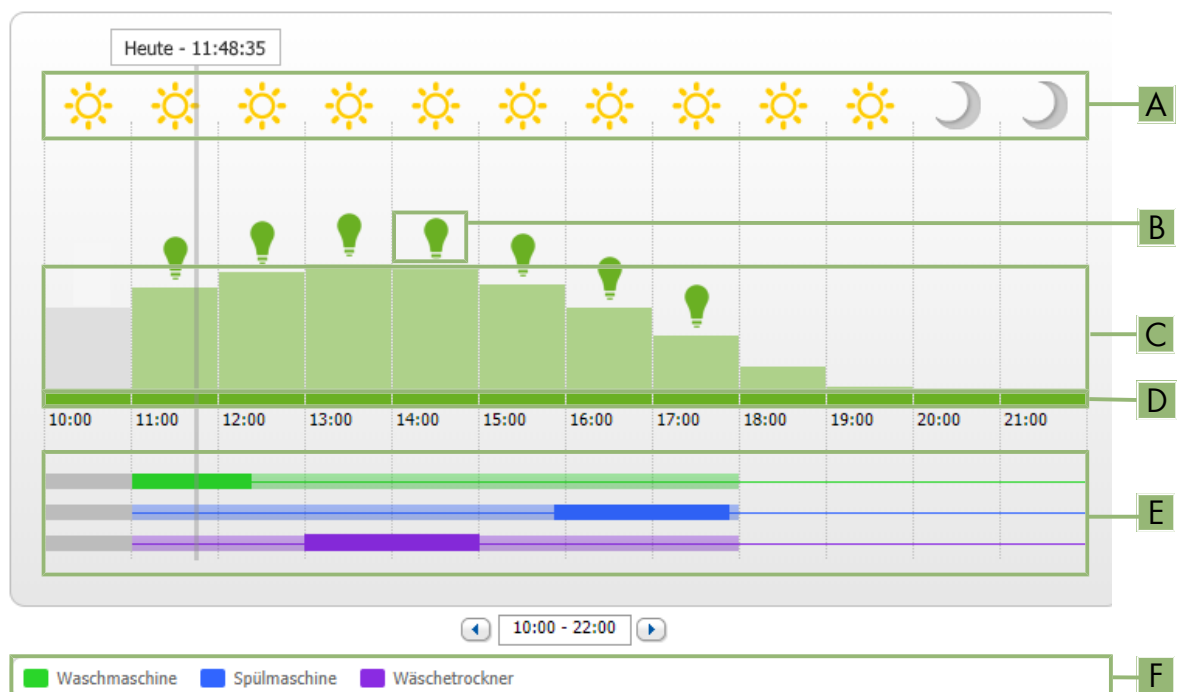 Heute - 11:48:35
A
B
C
D
10:00 11:00 12:00 13:00 14:00 15:00 16:00 17:00 18:00 19:00 20:00 21:00
E
10:00 - 22:00
F
Waschmaschine Spülmaschine Wäschetrockner